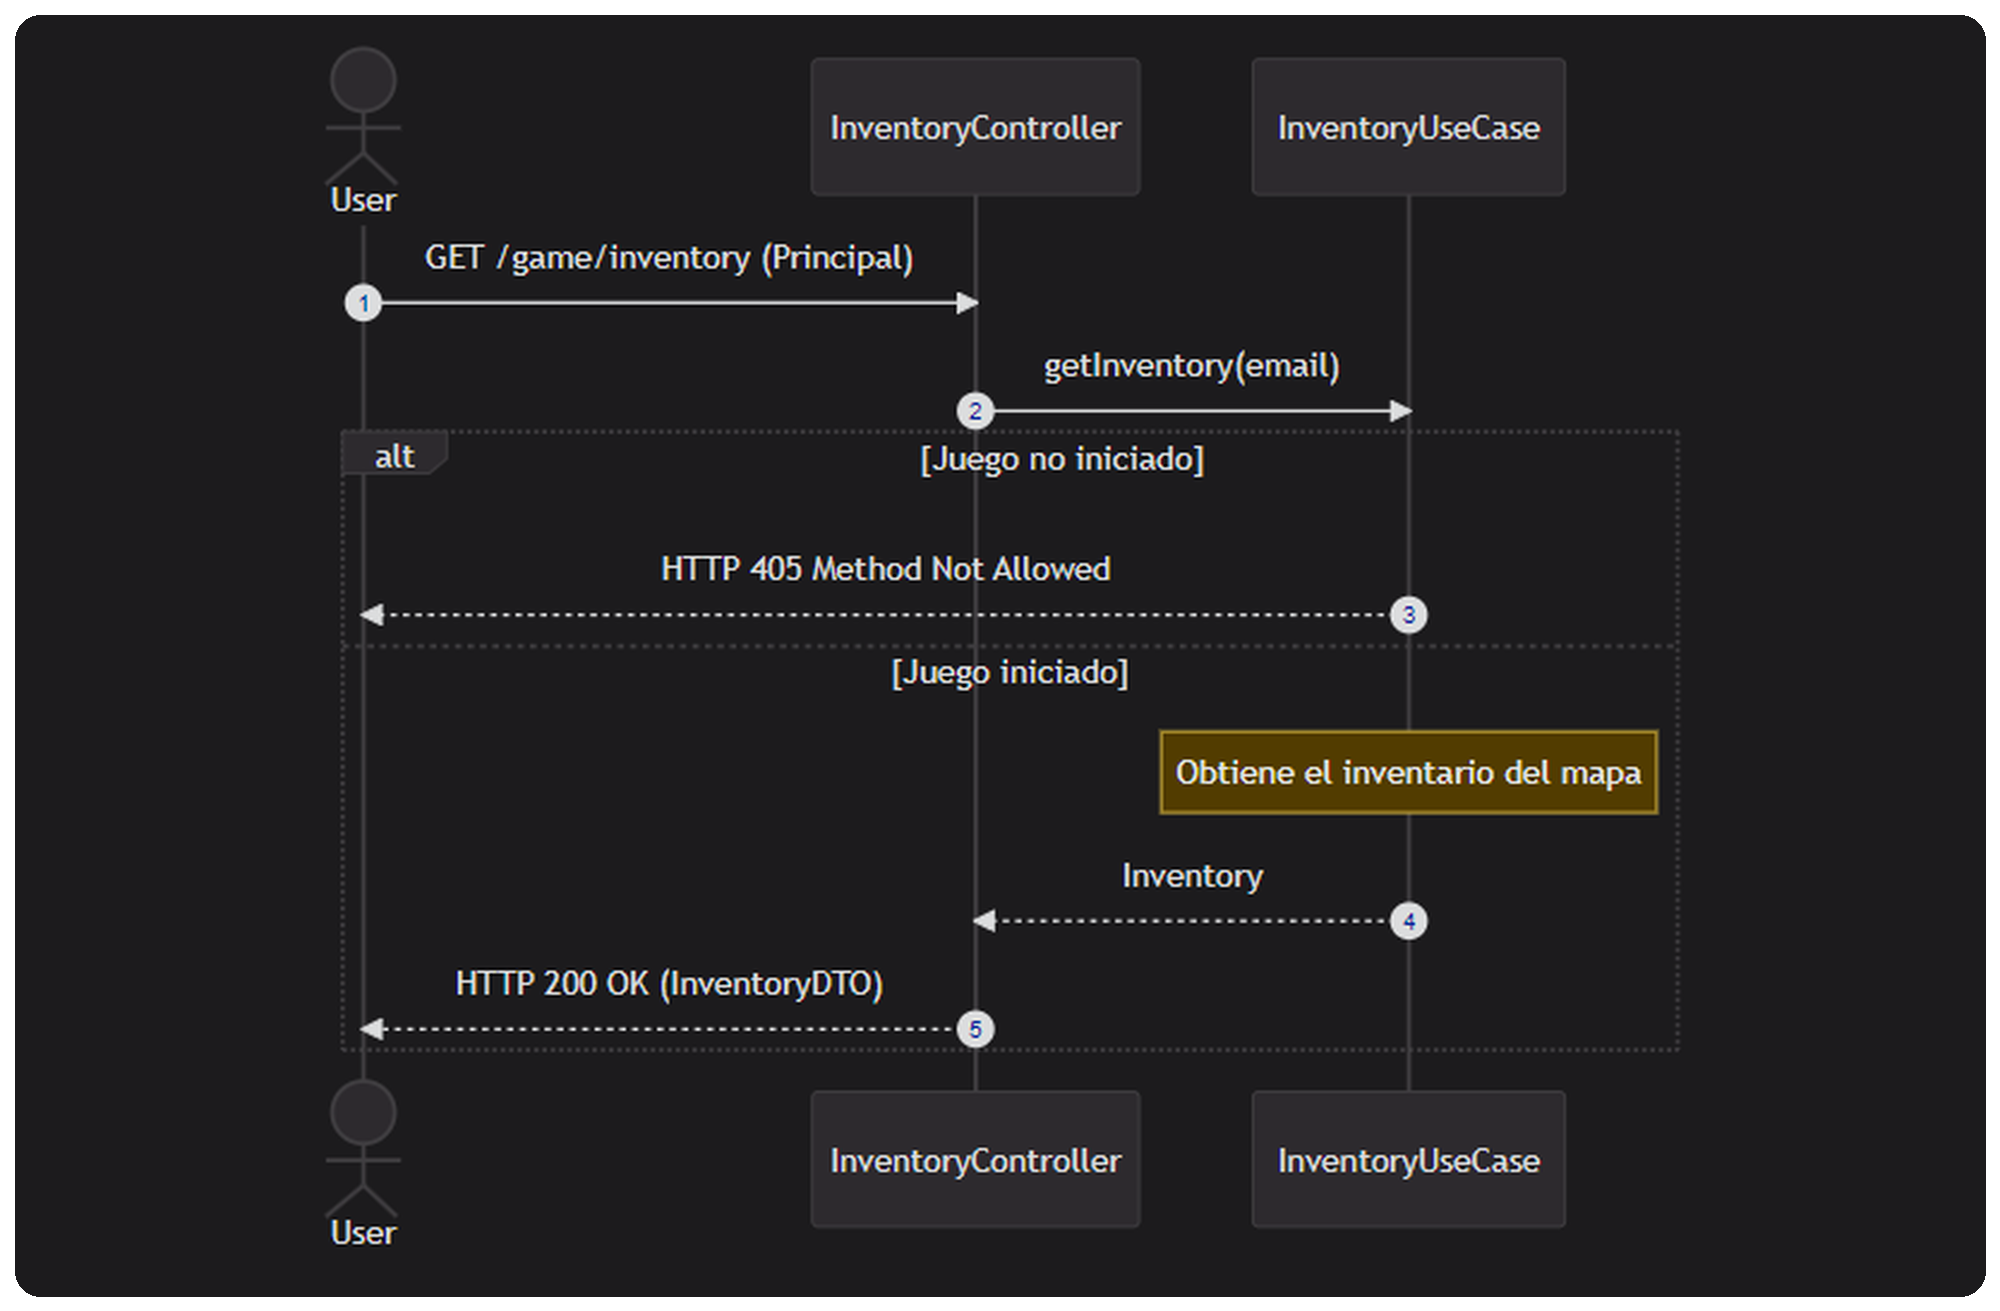 User
InventoryController
InventoryUseCase
GET /game/inventory (Principal)
1
getInventory(email)
2
alt
[Juego no iniciado]
HTTP 405 Method Not Allowed
3
[Juego iniciado]
Obtiene el inventario del mapa
Inventory
4
HTTP 200 OK (InventoryDTO)
5
User
InventoryController
InventoryUseCase